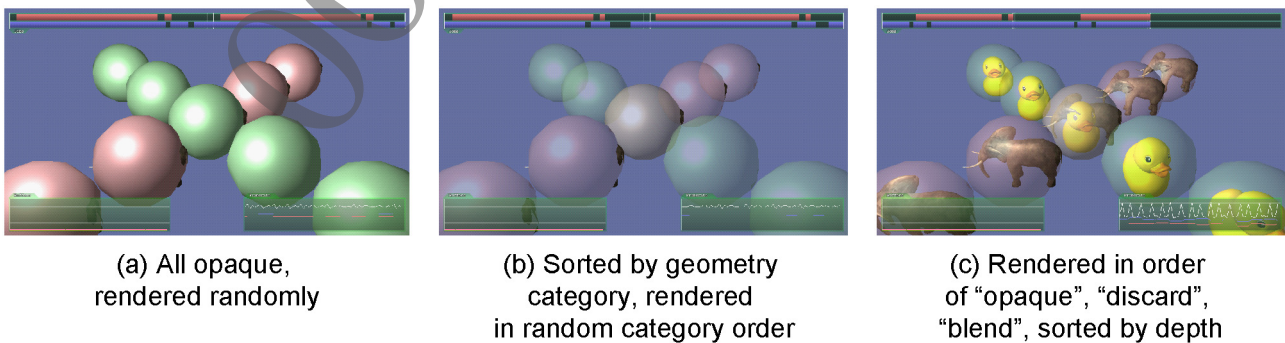 (a) All opaque,
rendered randomly
(b) Sorted by geometry
category, rendered
in random category order
(c) Rendered in order
of “opaque”, “discard”,
“blend”, sorted by depth